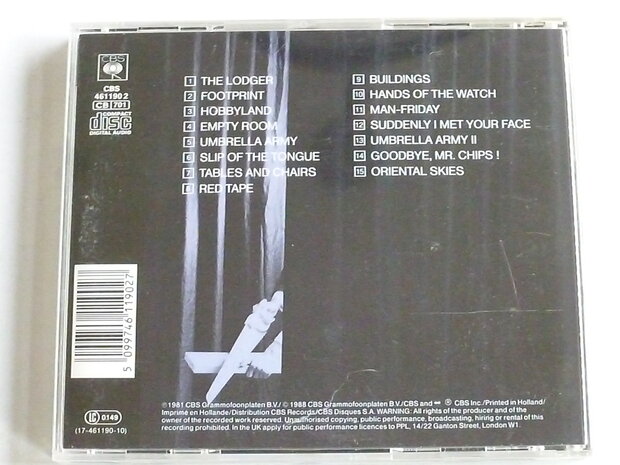 CBS
CBS
461190 2
CB 701
COMPACT
disc
DIGITAL AUDIO
1 THE LODGER
2 FOOTPRINT
3 HOBBYLAND
4 EMPTY ROOM
5 UMBRELLA ARMY
6 SLIP OF THE TONGUE
7 TABLES AND CHAIRS
8 RED TAPE
9 BUILDINGS
10 HANDS OF THE WATCH
11 MAN-FRIDAY
12 SUDDENLY I MET YOUR FACE
13 UMBRELLA ARMY II
14 GOODBYE, MR. CHIPS !
15 ORIENTAL SKIES
5 099746 119027
LC 0149
(17-461190-10)
℗1981 CBS Grammofoonplaten B.V./ © 1988 CBS Grammofoonplaten B.V./CBS and ® CBS Inc./Printed in Holland/
Imprimé en Hollande/Distribution CBS Records/CBS Disques S.A. WARNING: All rights of the producer and of the
owner of the recorded work reserved. Unauthorised copying, public performance, broadcasting, hiring or rental of this
recording prohibited. In the UK apply for public performance licences to PPL, 14/22 Ganton Street, London W1.